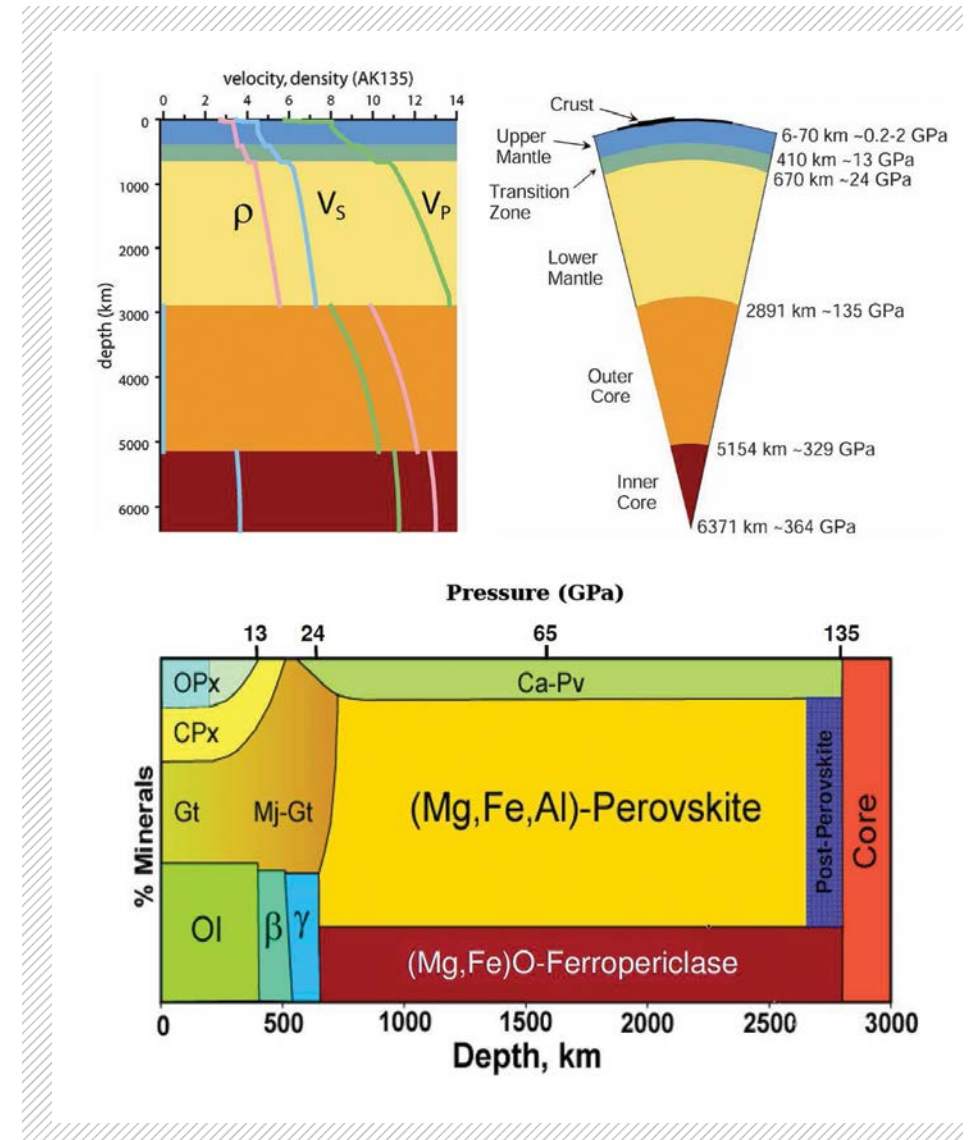 velocity, density (AK135)
0 2 4 6 8 10 12 14
0
1000
2000
3000
4000
5000
6000
depth (km)
ρ
VS
VP
Crust
Upper
Mantle
Transition
Zone
Lower
Mantle
Outer
Core
Inner
Core
6-70 km ~0.2-2 GPa
410 km ~13 GPa
670 km ~24 GPa
2891 km ~135 GPa
5154 km ~329 GPa
6371 km ~364 GPa
Pressure (GPa)
13 24 65 135
% Minerals
OPx
CPx
Gt
Mj-Gt
Ol
β
γ
Ca-Pv
(Mg,Fe,Al)-Perovskite
(Mg,Fe)O-Ferropericlase
Post-Perovskite
Core
0 500 1000 1500 2000 2500 3000
Depth, km